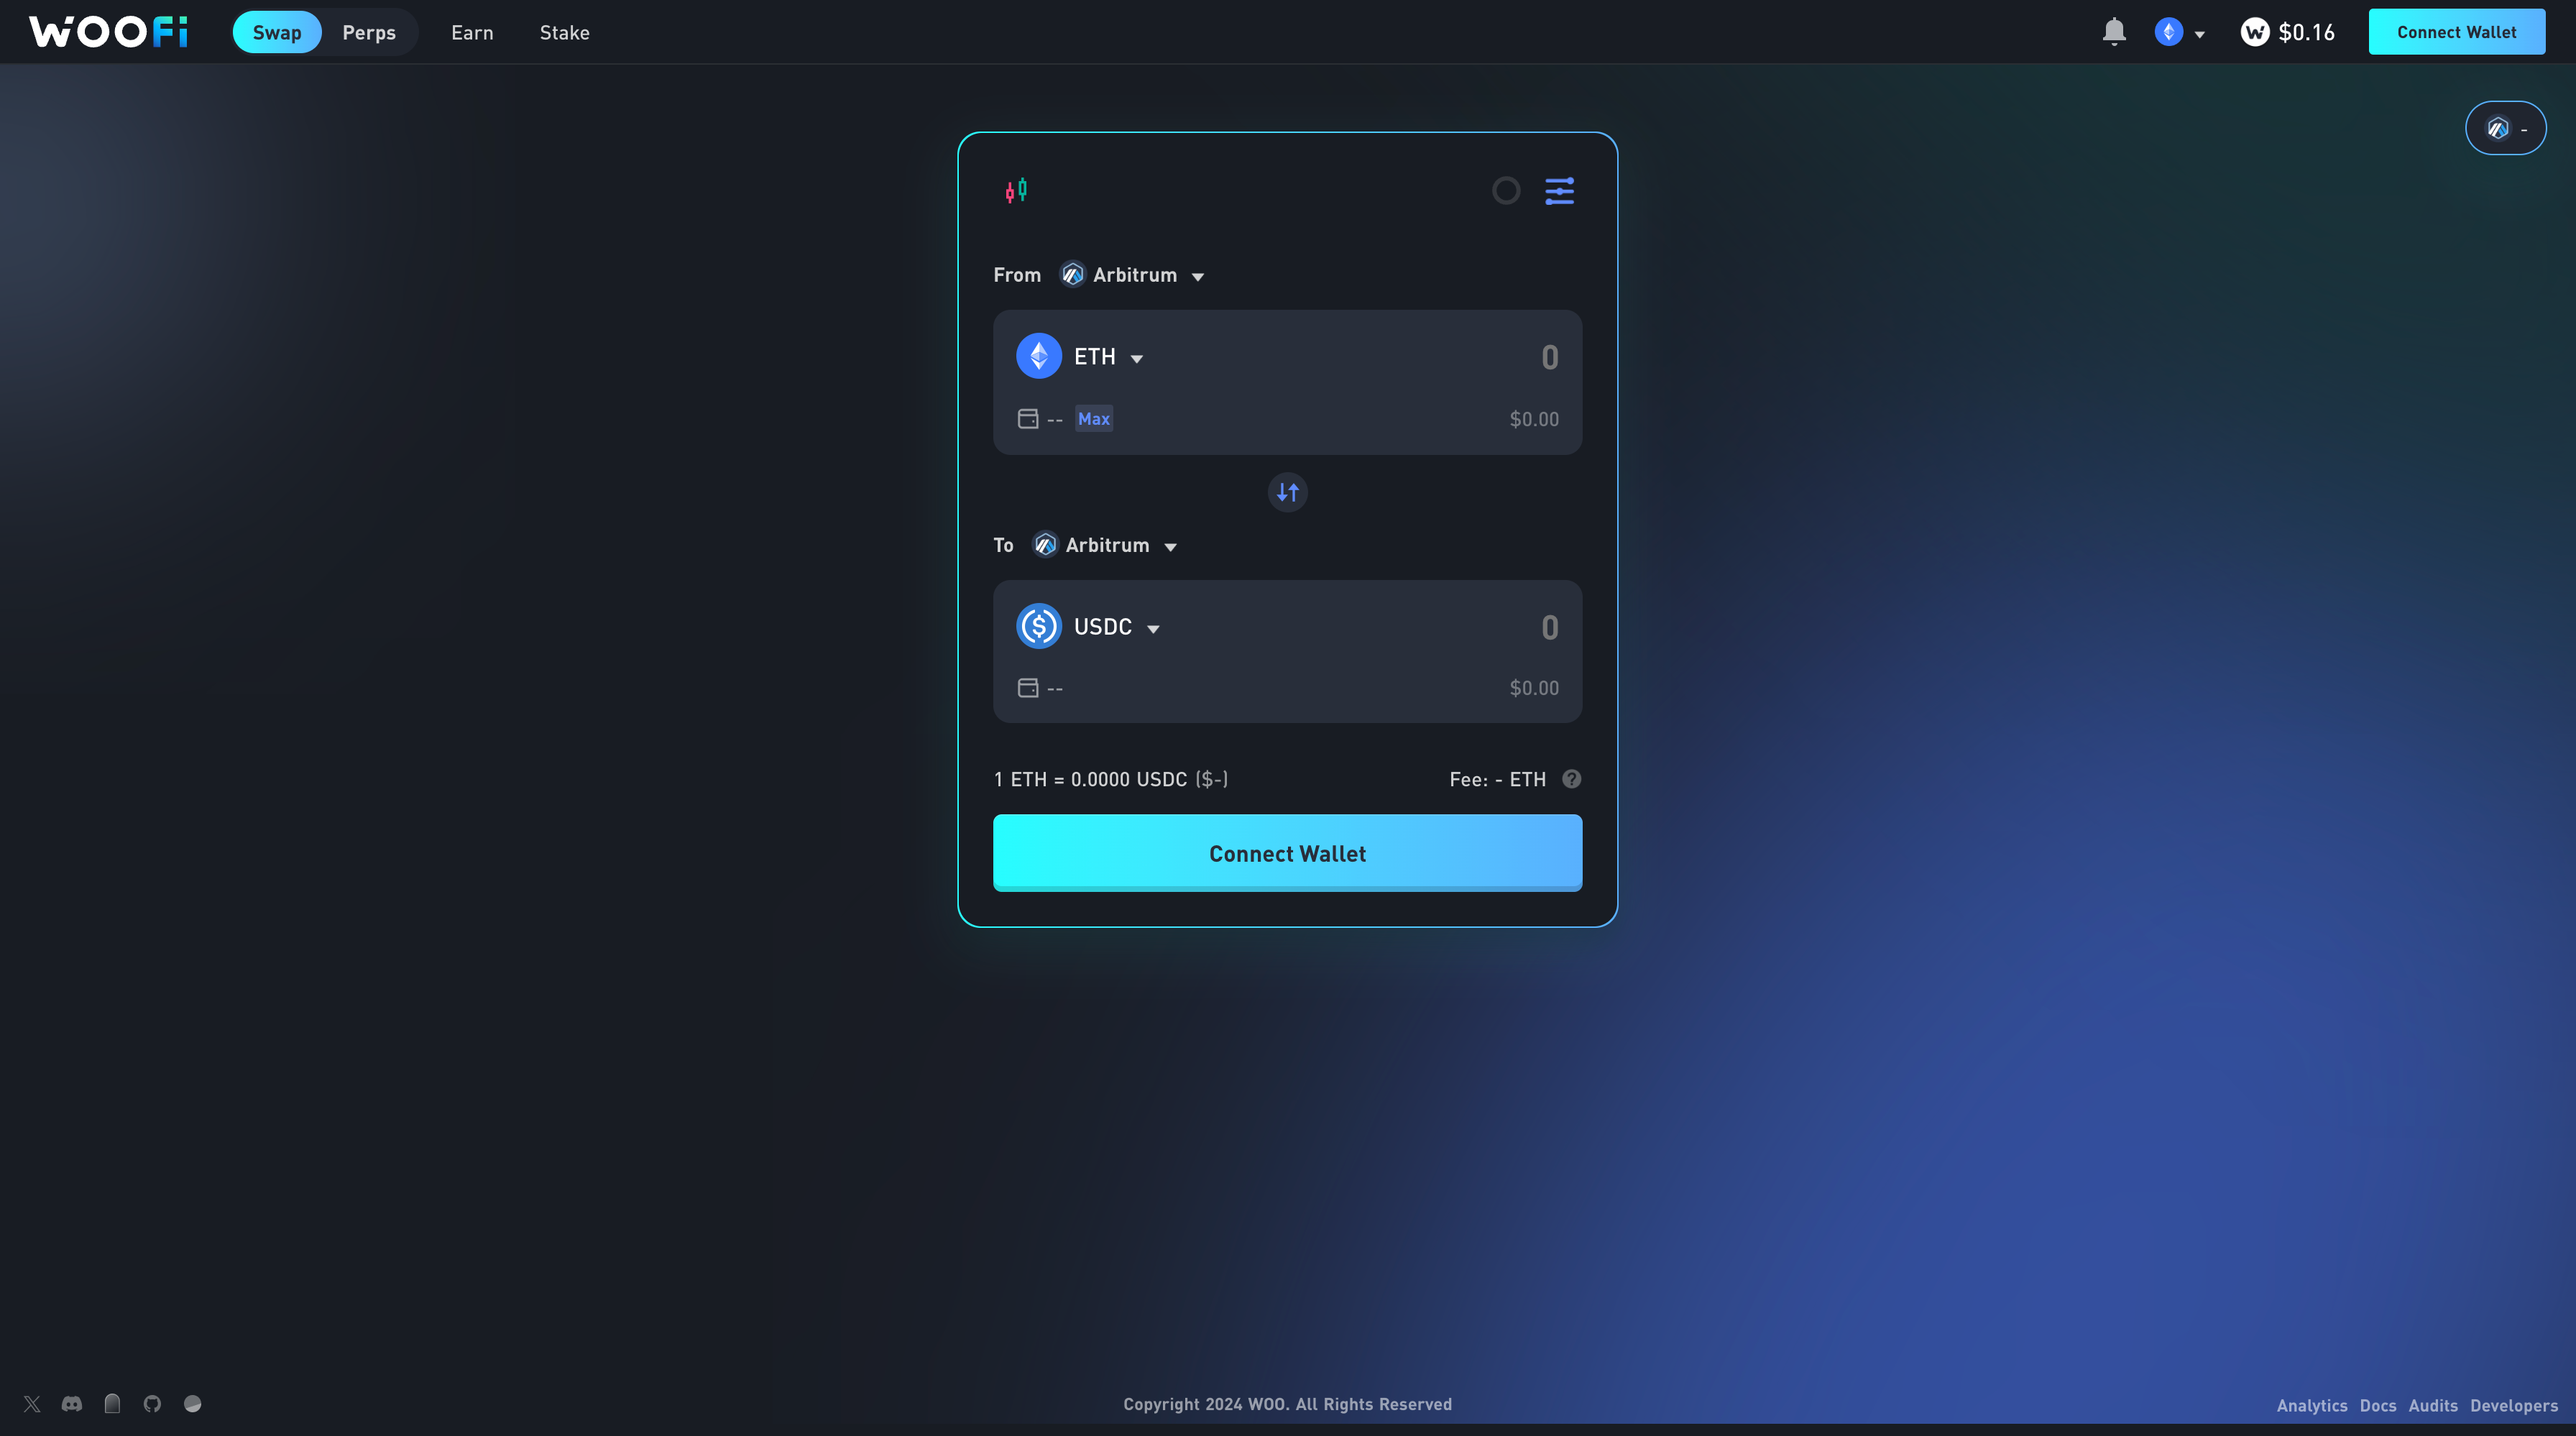 WOOFi Swap Perps Earn Stake $0.16 Connect Wallet
-
From Arbitrum
ETH 0
-- Max $0.00
To Arbitrum
USDC 0
-- $0.00
1 ETH = 0.0000 USDC ($-) Fee: - ETH ?
Connect Wallet
Copyright 2024 WOO. All Rights Reserved
Analytics Docs Audits Developers